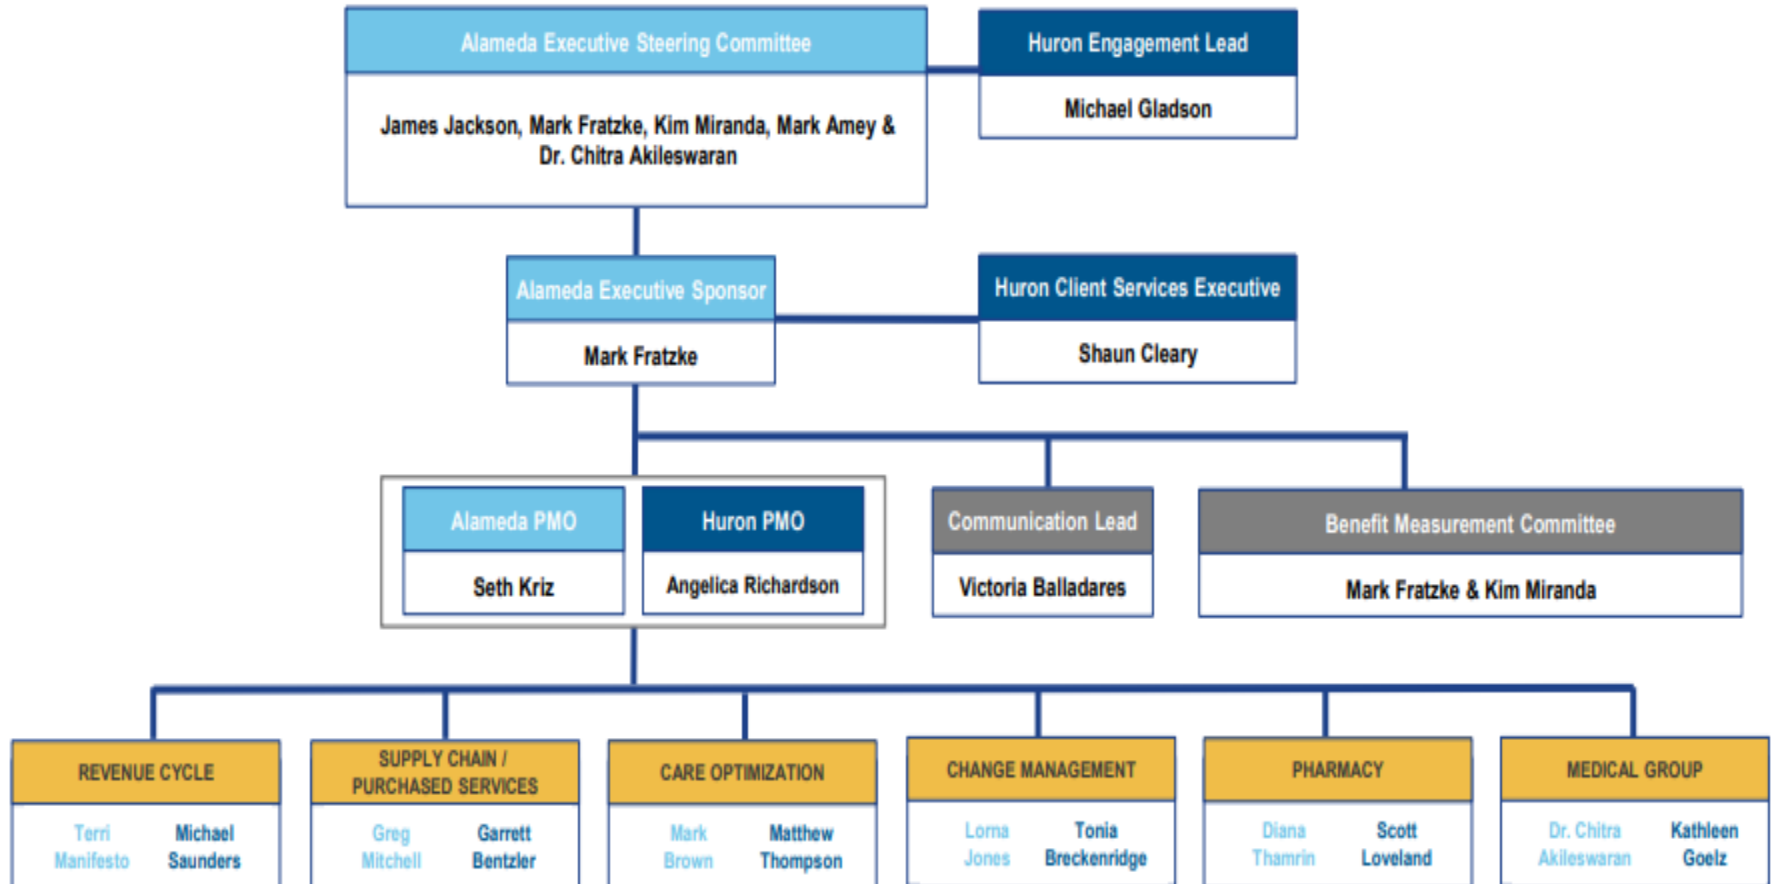 Alameda Executive Steering Committee
James Jackson, Mark Fratzke, Kim Miranda, Mark Amey &
Dr. Chitra Akileswaran
Huron Engagement Lead
Michael Gladson
Alameda Executive Sponsor
Mark Fratzke
Huron Client Services Executive
Shaun Cleary
Alameda PMO
Seth Kriz
Huron PMO
Angelica Richardson
Communication Lead
Victoria Balladares
Benefit Measurement Committee
Mark Fratzke & Kim Miranda
REVENUE CYCLE
Terri
Manifesto
Michael
Saunders
SUPPLY CHAIN /
PURCHASED SERVICES
Greg
Mitchell
Garrett
Bentzler
CARE OPTIMIZATION
Mark
Brown
Matthew
Thompson
CHANGE MANAGEMENT
Lorna
Jones
Tonia
Breckenridge
PHARMACY
Diana
Thamrin
Scott
Loveland
MEDICAL GROUP
Dr. Chitra
Akileswaran
Kathleen
Goelz